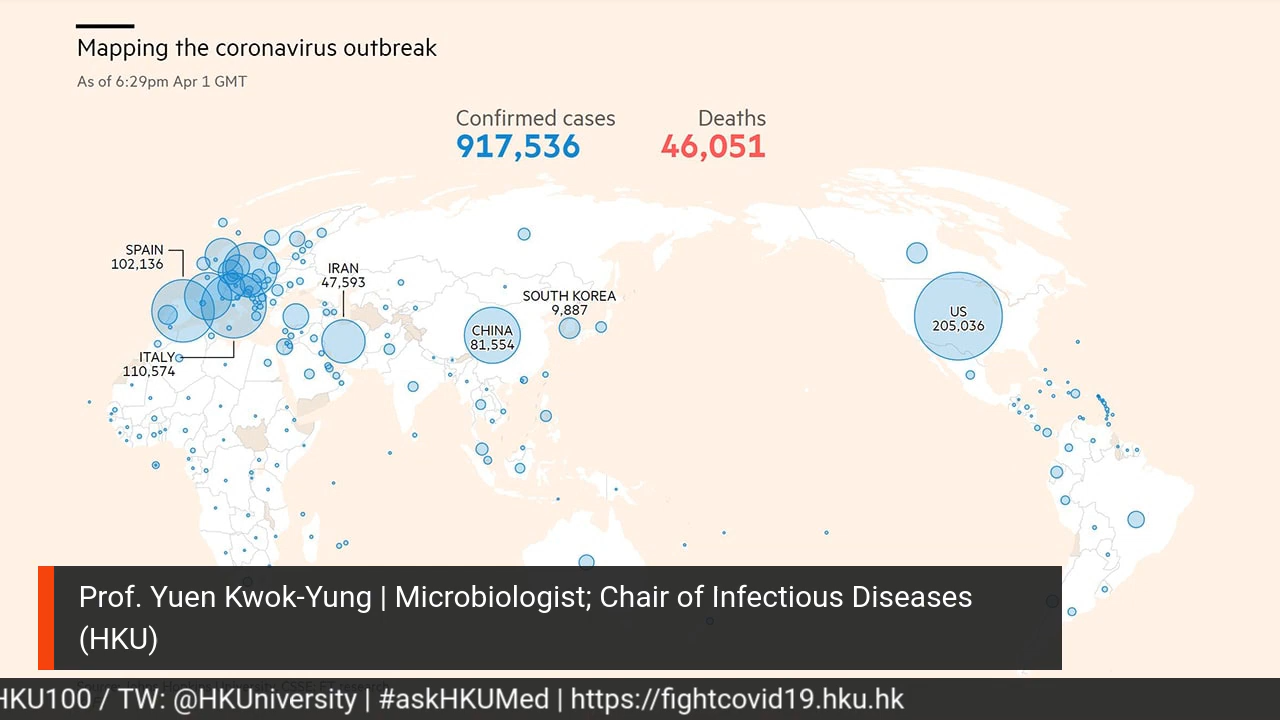 Mapping the coronavirus outbreak
As of 6:29pm Apr 1 GMT
Confirmed cases
Deaths
917,536
46,051
SPAIN
102,136
IRAN
47,593
SOUTH KOREA
9,887
US
205,036
CHINA
81,554
ITALY
110,574
Prof. Yuen Kwok-Yung | Microbiologist; Chair of Infectious Diseases
(HKU)
HKU100 / TW: @HKUniversity | #askHKUMed | https://fightcovid19.hku.hk